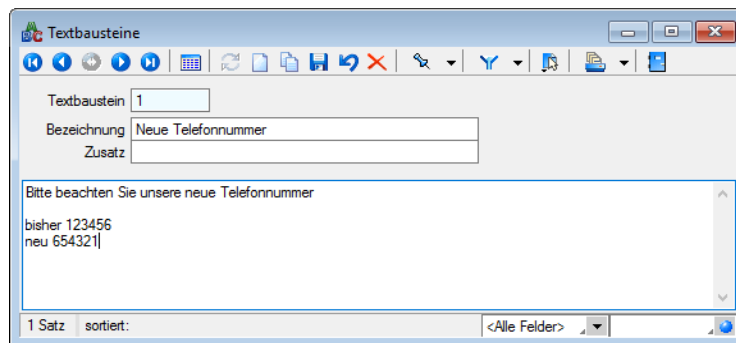 Textbausteine
Textbaustein 1
Bezeichnung Neue Telefonnummer
Zusatz
Bitte beachten Sie unsere neue Telefonnummer
bisher 123456
neu 654321
1 Satz sortiert: <Alle Felder>